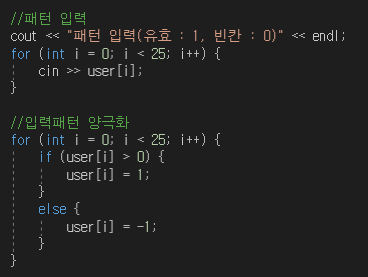 //패턴 입력
cout << "패턴 입력(유효 : 1, 빈칸 : 0)" << endl;
for (int i = 0; i < 25; i++) {
    cin >> user[i];
}

//입력패턴 양극화
for (int i = 0; i < 25; i++) {
    if (user[i] > 0) {
        user[i] = 1;
    }
    else {
        user[i] = -1;
    }
}